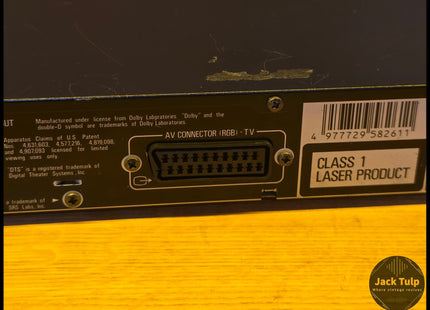 UT
Manufactured under license from Dolby Laboratories "Dolby" and the
double-D symbol are trademarks of Dolby Laboratories.
Apparatus Claims of U.S. Patent
Nos. 4,631,603, 4,577,216, 4,819,098,
and 4,907,093 licensed for limited
viewing uses only.
"DTS" is a registered trademark of
Digital Theater Systems, Inc
a trademark of
SRS Labs, Inc.
AV CONNECTOR (RGB) - TV
4 977729 582611
CLASS 1
LASER PRODUCT
Jack Tulp
Where vintage revives